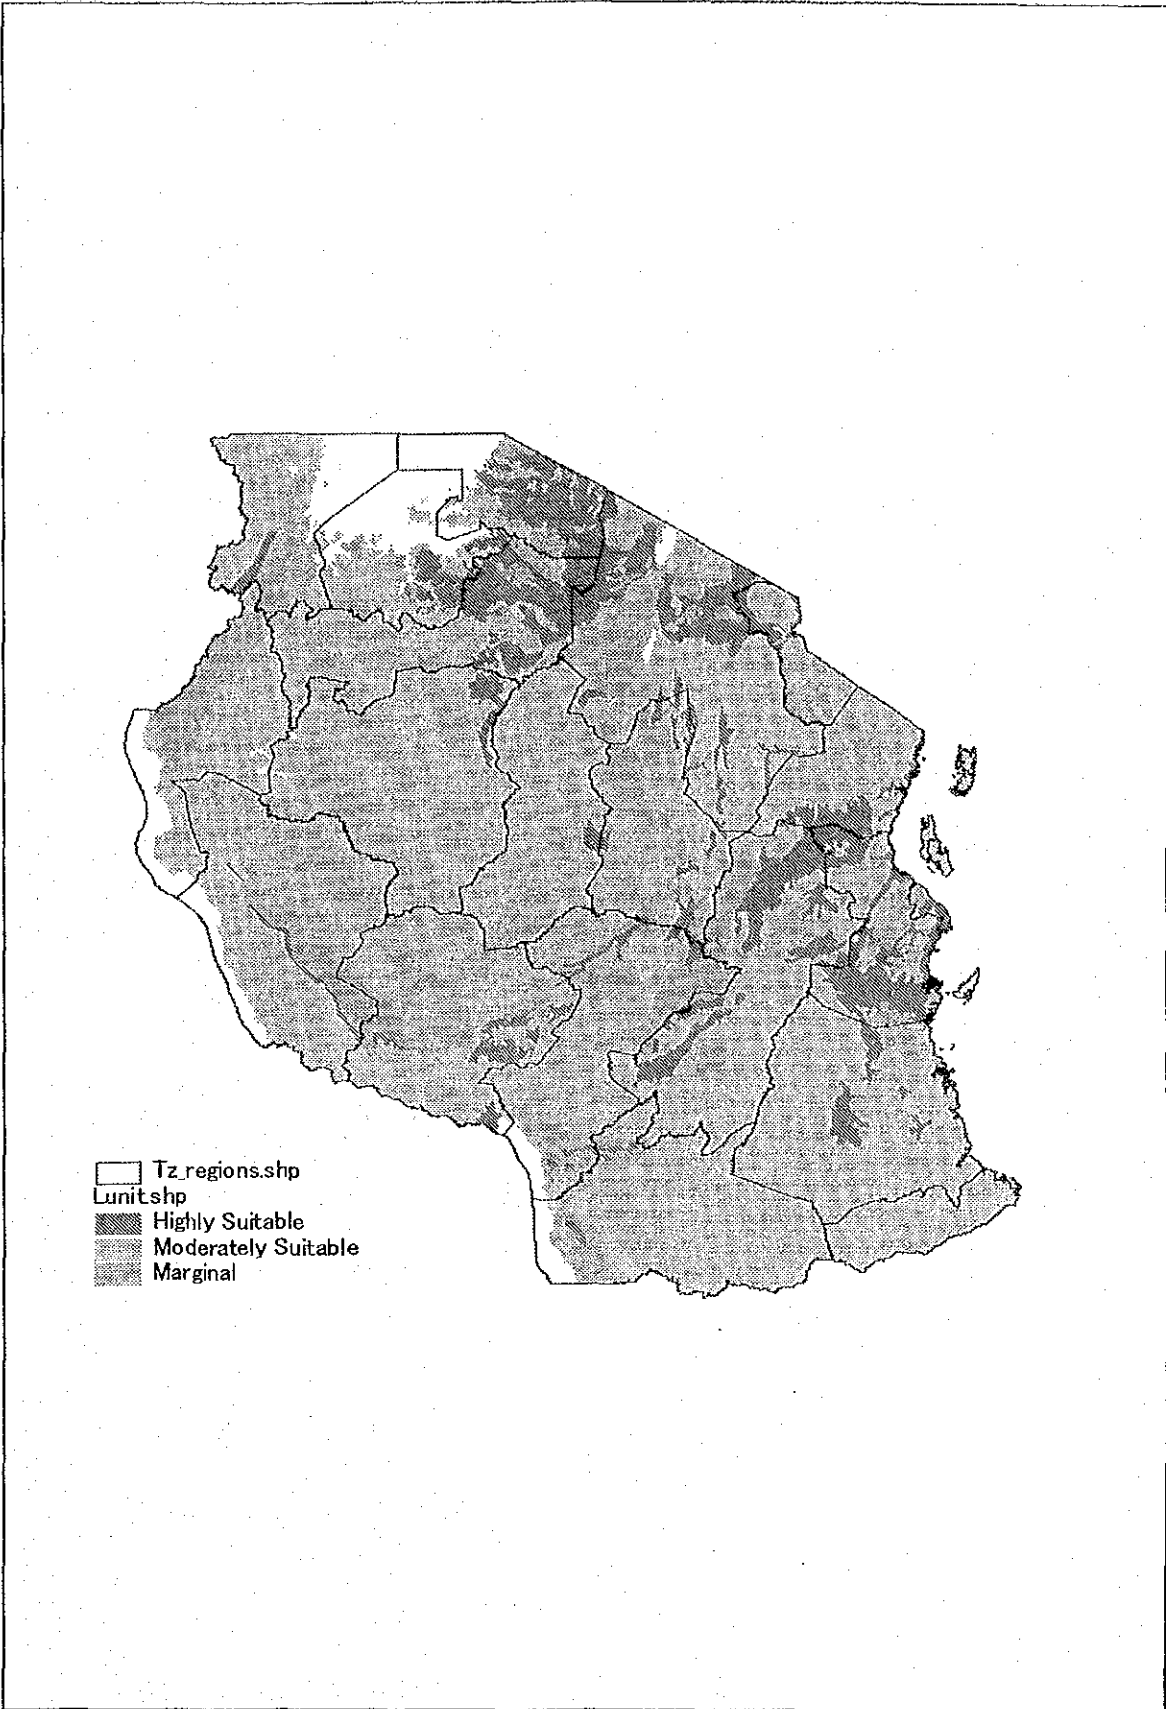 Tz_regions.shp
Lunit.shp
Highly Suitable
Moderately Suitable
Marginal